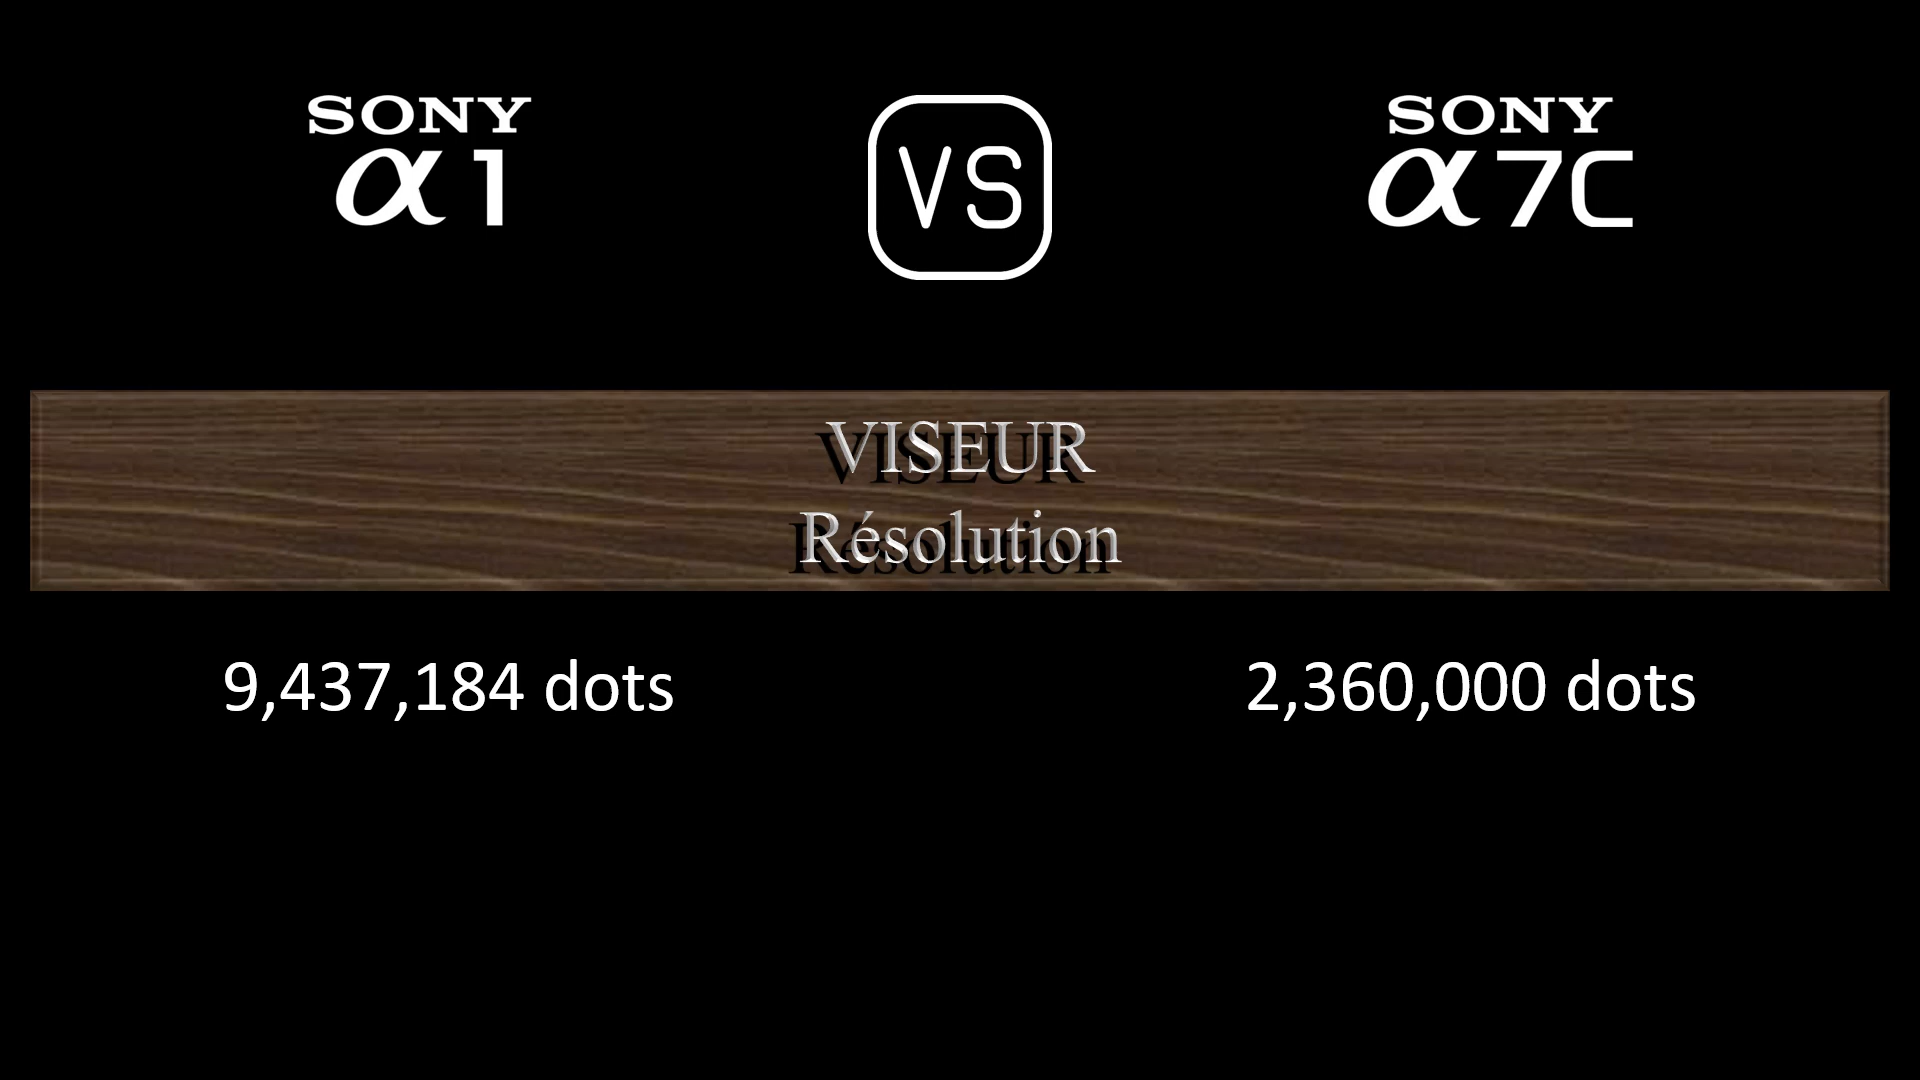 SONY
α1
VS
SONY
α7C
VISEUR
Résolution
9,437,184 dots
2,360,000 dots